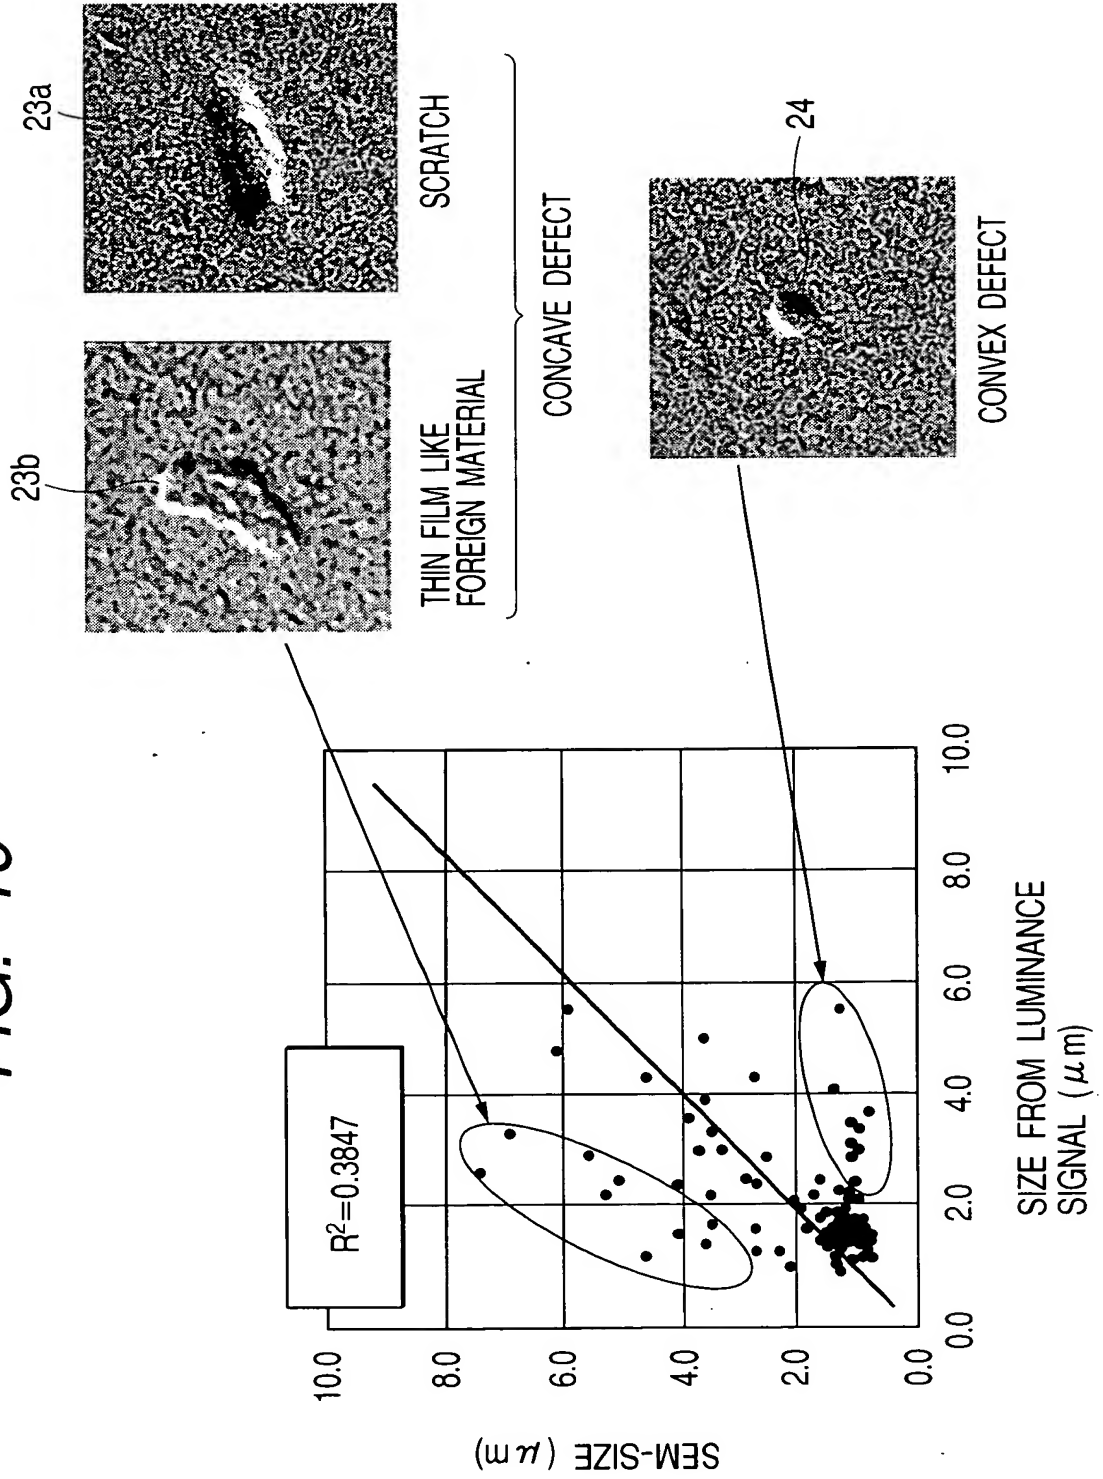 23b
23a
THIN FILM LIKE
FOREIGN MATERIAL
SCRATCH
CONCAVE DEFECT
24
CONVEX DEFECT
R²=0.3847
SEM-SIZE (μm)
10.0
8.0
6.0
4.0
2.0
0.0
0.0 2.0 4.0 6.0 8.0 10.0
SIZE FROM LUMINANCE
SIGNAL (μm)